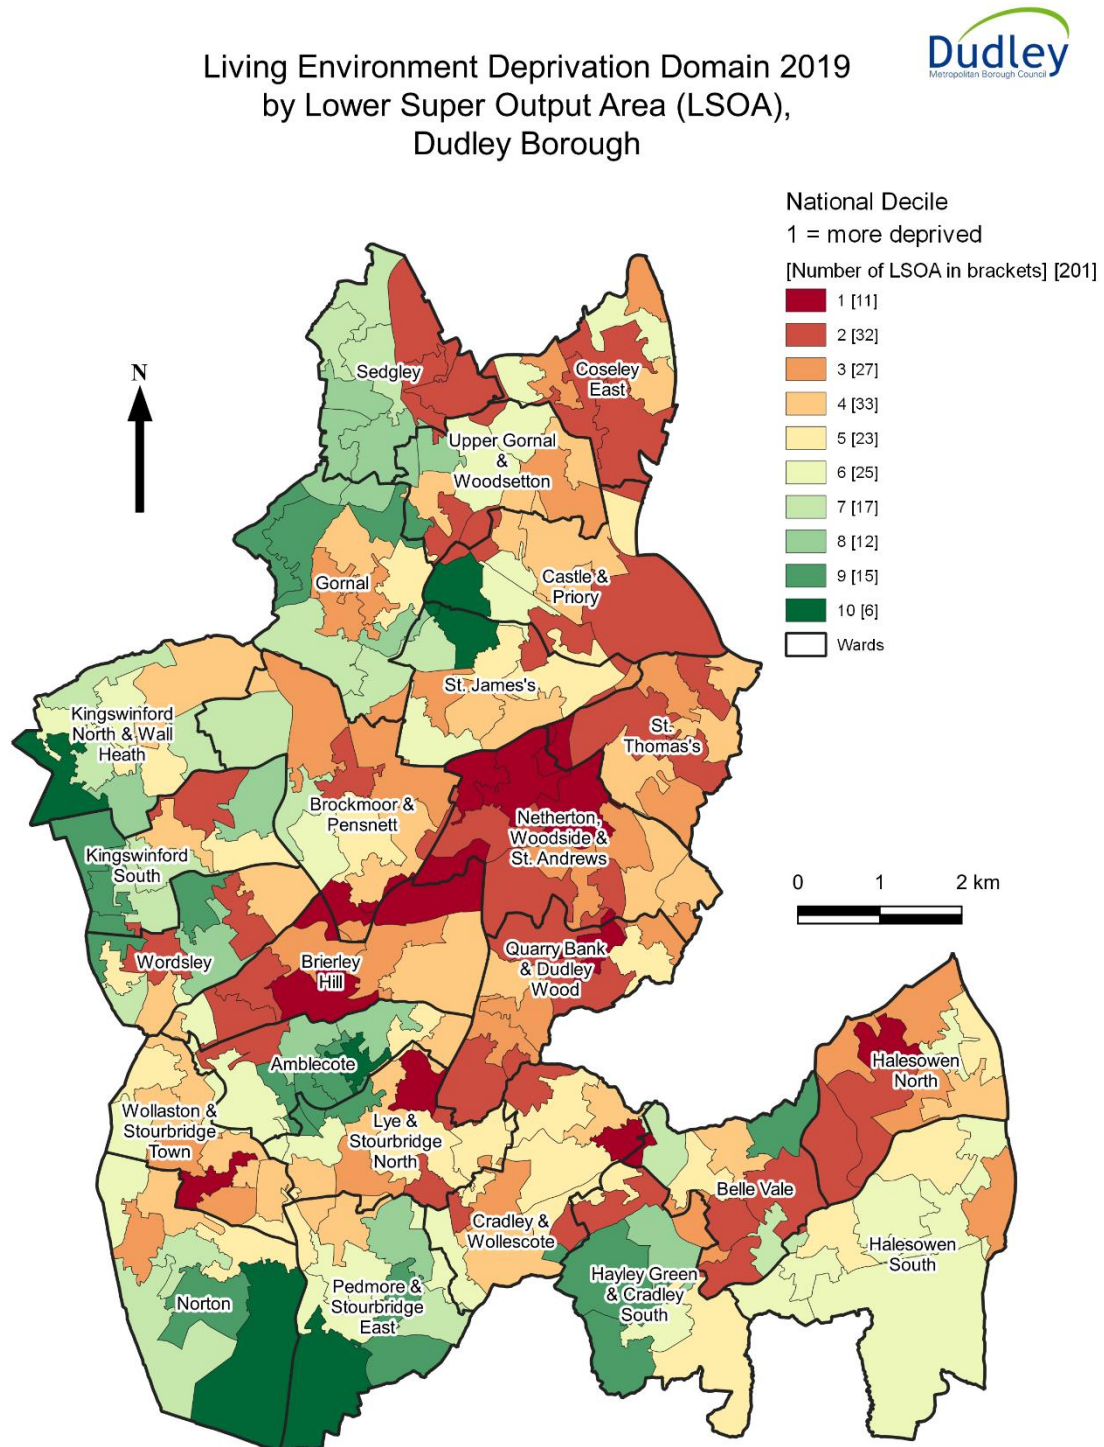 Dudley
Metropolitan Borough Council
Living Environment Deprivation Domain 2019
by Lower Super Output Area (LSOA),
Dudley Borough
National Decile
1 = more deprived
[Number of LSOA in brackets] [201]
1 [11]
2 [32]
3 [27]
4 [33]
5 [23]
6 [25]
7 [17]
8 [12]
9 [15]
10 [6]
Wards
N
Sedgley
Coseley
East
Upper Gornal
&
Woodsetton
Gornal
Castle &
Priory
St. James's
Kingswinford
North & Wall
Heath
St.
Thomas's
Brockmoor &
Pensnett
Netherton,
Woodside &
St. Andrews
Kingswinford
South
0 1 2 km
Wordsley
Brierley
Hill
Quarry Bank
& Dudley
Wood
Amblecote
Halesowen
North
Wollaston &
Stourbridge
Town
Lye &
Stourbridge
North
Belle Vale
Cradley &
Wollescote
Halesowen
South
Hayley Green
& Cradley
South
Norton
Pedmore &
Stourbridge
East